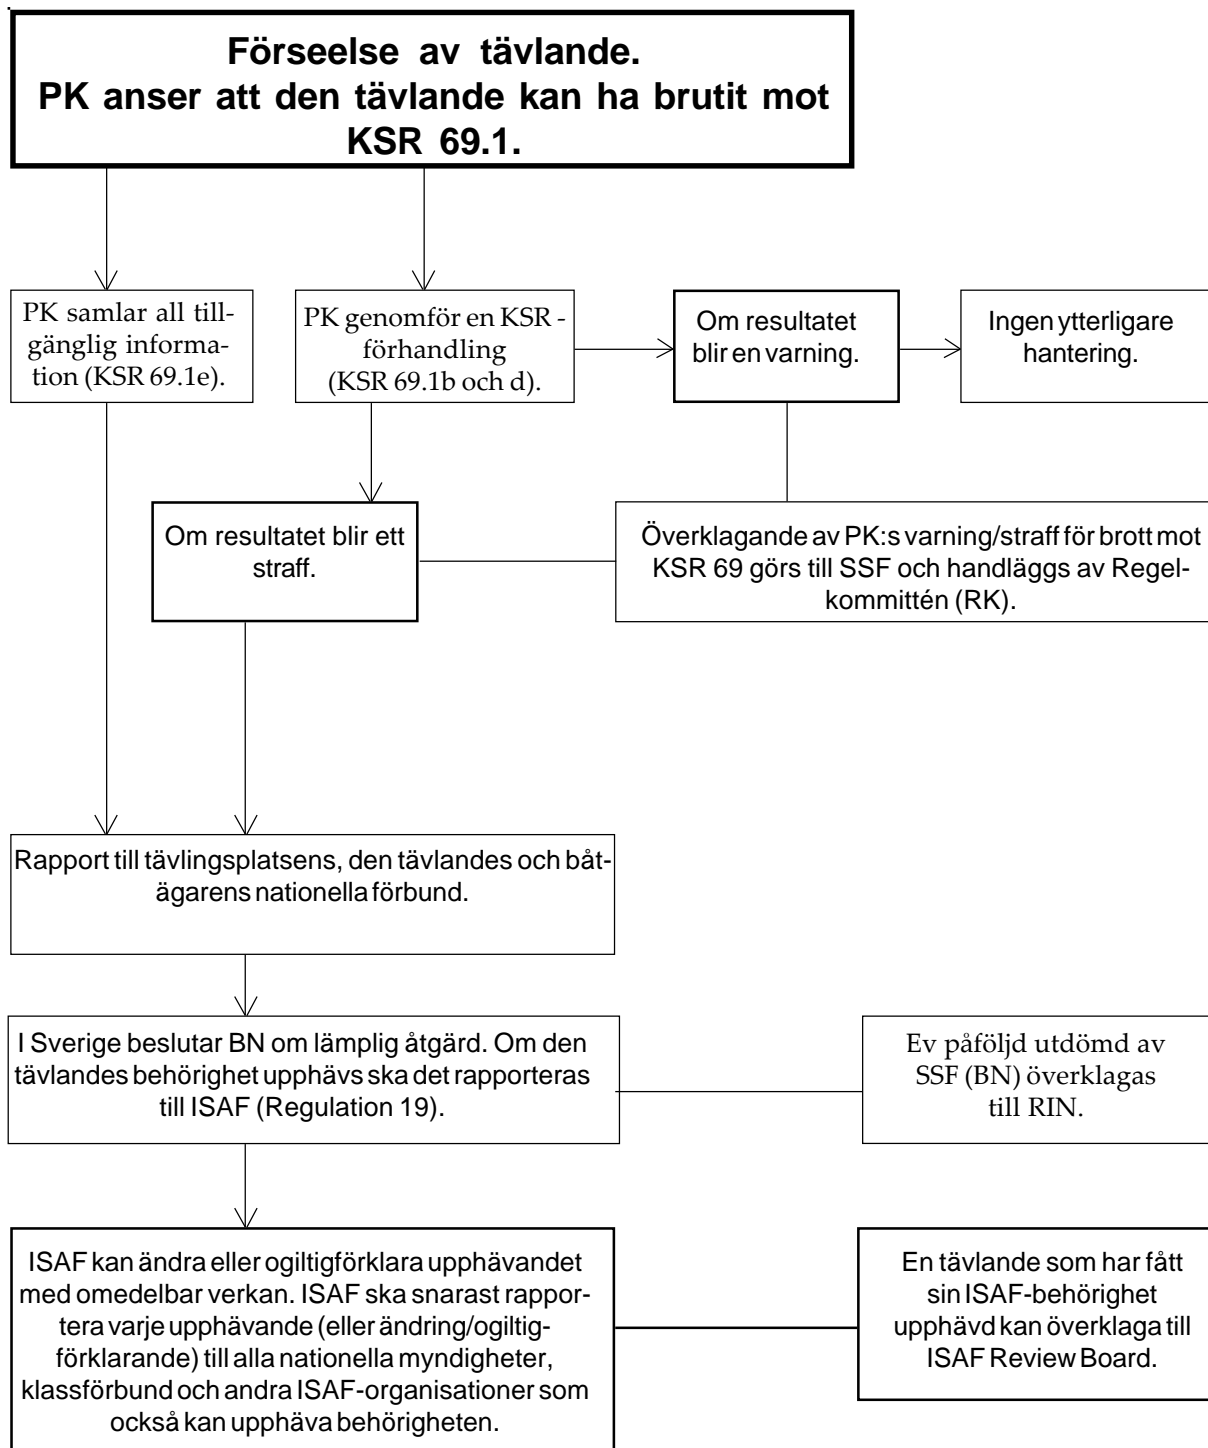 Förseelse av tävlande.
PK anser att den tävlande kan ha brutit mot
KSR 69.1.
PK samlar all till-
gänglig informa-
tion (KSR 69.1e).
PK genomför en KSR -
förhandling
(KSR 69.1b och d).
Om resultatet
blir en varning.
Ingen ytterligare
hantering.
Om resultatet blir ett
straff.
Överklagande av PK:s varning/straff för brott mot
KSR 69 görs till SSF och handläggs av Regel-
kommittén (RK).
Rapport till tävlingsplatsens, den tävlandes och båt-
ägarens nationella förbund.
I Sverige beslutar BN om lämplig åtgärd. Om den
tävlandes behörighet upphävs ska det rapporteras
till ISAF (Regulation 19).
Ev påföljd utdömd av
SSF (BN) överklagas
till RIN.
ISAF kan ändra eller ogiltigförklara upphävandet
med omedelbar verkan. ISAF ska snarast rappor-
tera varje upphävande (eller ändring/ogiltig-
förklarande) till alla nationella myndigheter,
klassförbund och andra ISAF-organisationer som
också kan upphäva behörigheten.
En tävlande som har fått
sin ISAF-behörighet
upphävd kan överklaga till
ISAF Review Board.